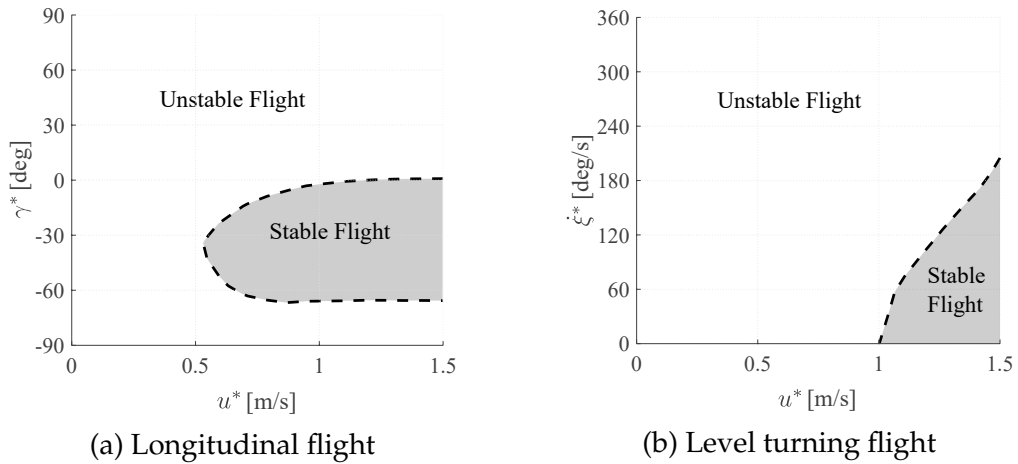 90
60
30
0
-30
-60
-90
γ* [deg]
Unstable Flight
Stable Flight
0
0.5
1
1.5
u* [m/s]
(a) Longitudinal flight
360
300
240
180
120
60
0
ξ̇* [deg/s]
Unstable Flight
Stable
Flight
0
0.5
1
1.5
u* [m/s]
(b) Level turning flight